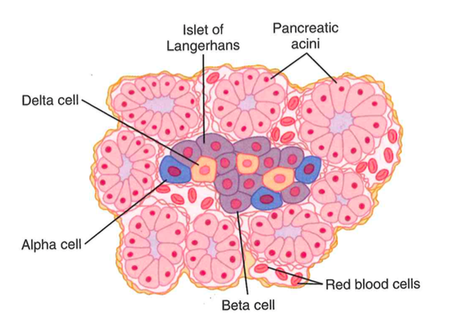 Islet of
Langerhans
Pancreatic
acini
Delta cell
Alpha cell
Red blood cells
Beta cell